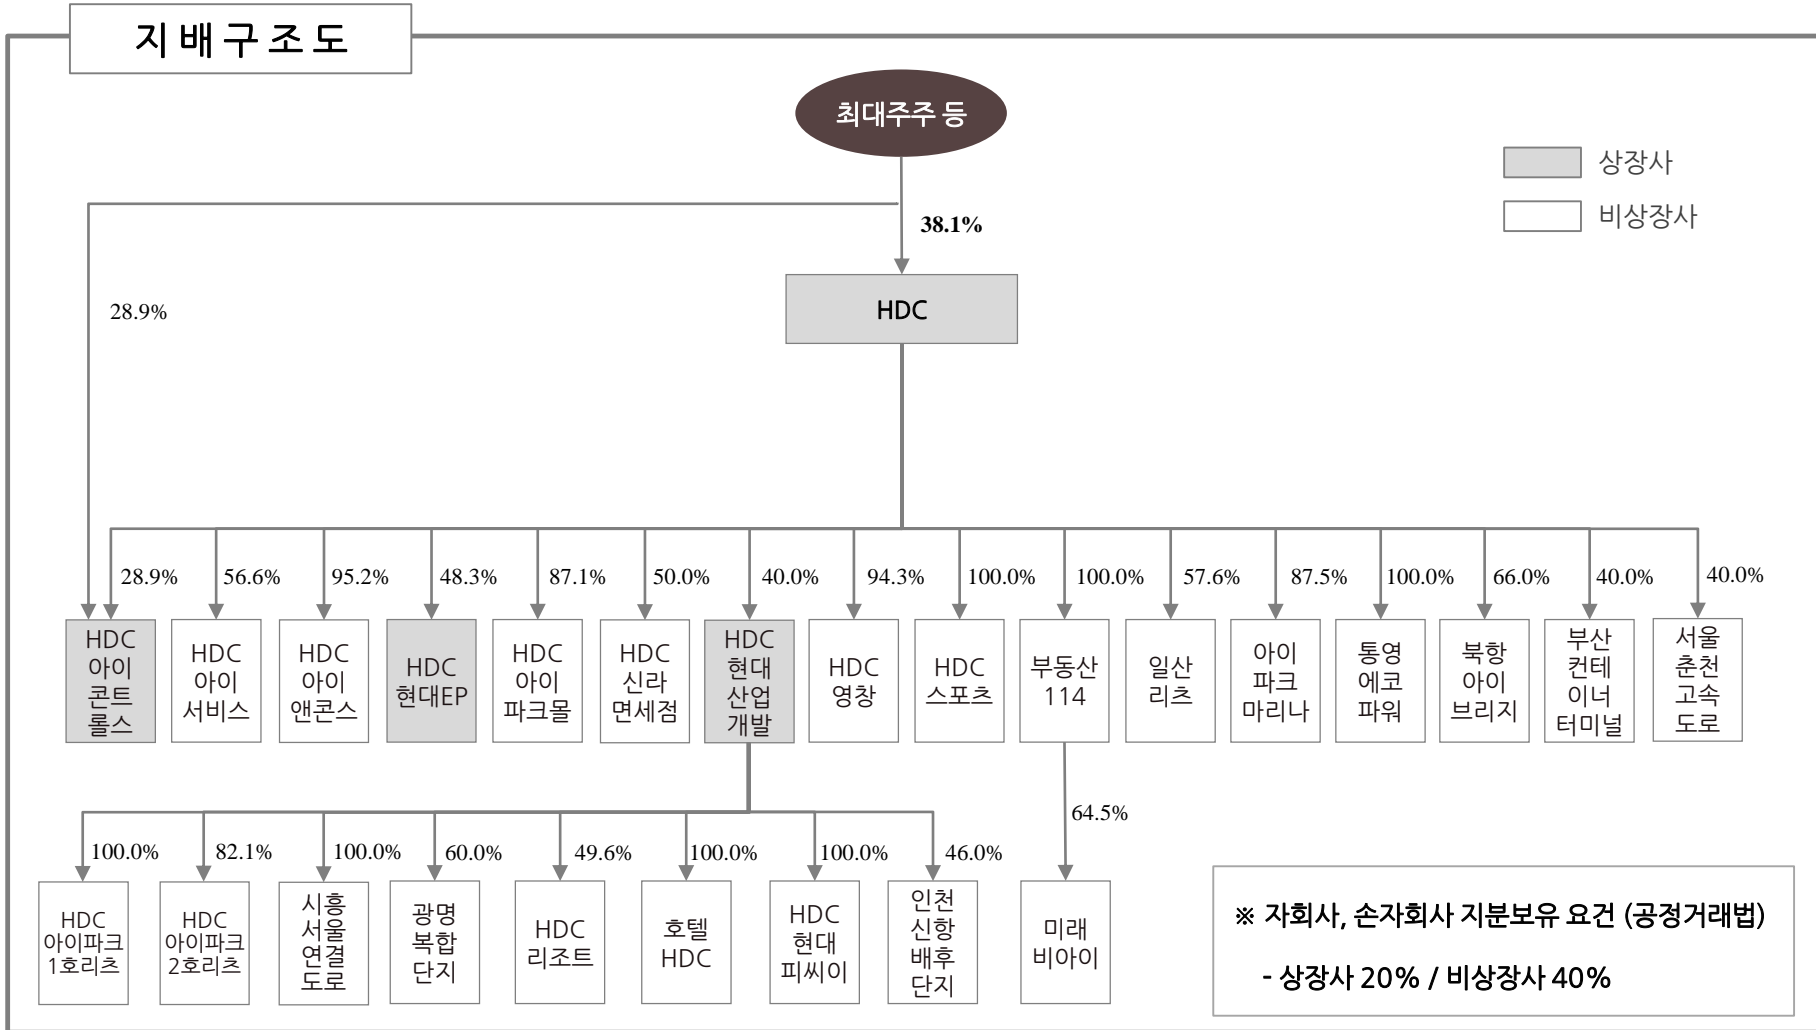 지배구조도
최대주주 등
상장사
비상장사
38.1%
28.9%
HDC
28.9%
56.6%
95.2%
48.3%
87.1%
50.0%
40.0%
94.3%
100.0%
100.0%
57.6%
87.5%
100.0%
66.0%
40.0%
40.0%
HDC
아이
콘트
롤스
HDC
아이
서비스
HDC
아이
앤콘스
HDC
현대EP
HDC
아이
파크몰
HDC
신라
면세점
HDC
현대
산업
개발
HDC
영창
HDC
스포츠
부동산
114
일산
리츠
아이
파크
마리나
통영
에코
파워
북항
아이
브리지
부산
컨테
이너
터미널
서울
춘천
고속
도로
100.0%
82.1%
100.0%
60.0%
49.6%
100.0%
100.0%
46.0%
64.5%
HDC
아이파크
1호리츠
HDC
아이파크
2호리츠
시흥
서울
연결
도로
광명
복합
단지
HDC
리조트
호텔
HDC
HDC
현대
피씨이
인천
신항
배후
단지
미래
비아이
※ 자회사, 손자회사 지분보유 요건 (공정거래법)
- 상장사 20% / 비상장사 40%